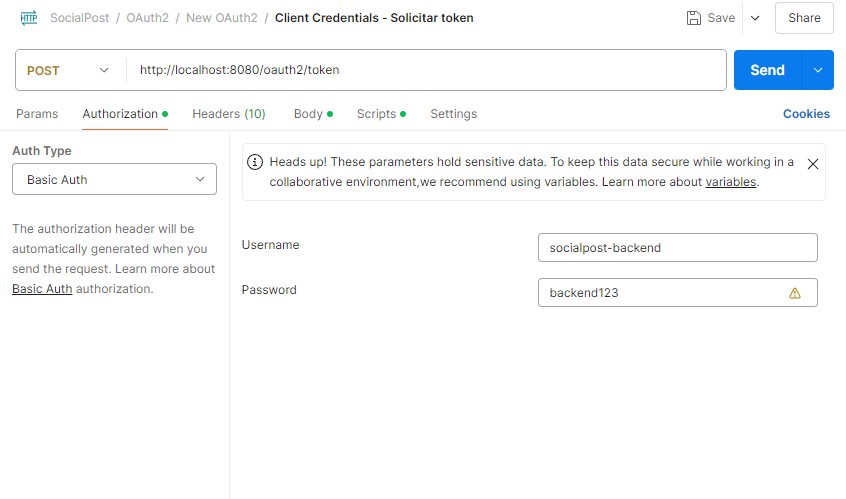 HTTP SocialPost / OAuth2 / New OAuth2 / Client Credentials - Solicitar token Save Share
POST http://localhost:8080/oauth2/token Send
Params Authorization Headers (10) Body Scripts Settings Cookies
Auth Type
Basic Auth
The authorization header will be
automatically generated when you
send the request. Learn more about
Basic Auth authorization.
Heads up! These parameters hold sensitive data. To keep this data secure while working in a
collaborative environment,we recommend using variables. Learn more about variables.
Username socialpost-backend
Password backend123